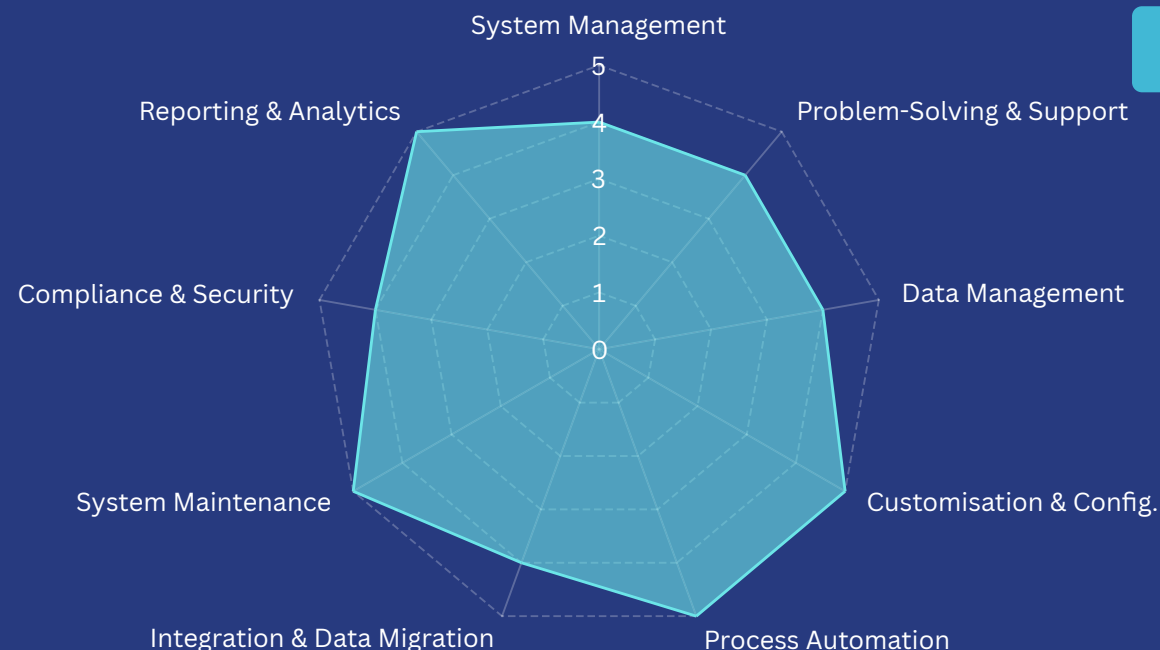 System Management
5
Reporting & Analytics
Problem-Solving & Support
4
3
2
Compliance & Security
1
Data Management
0
System Maintenance
Customisation & Config.
Integration & Data Migration
Process Automation